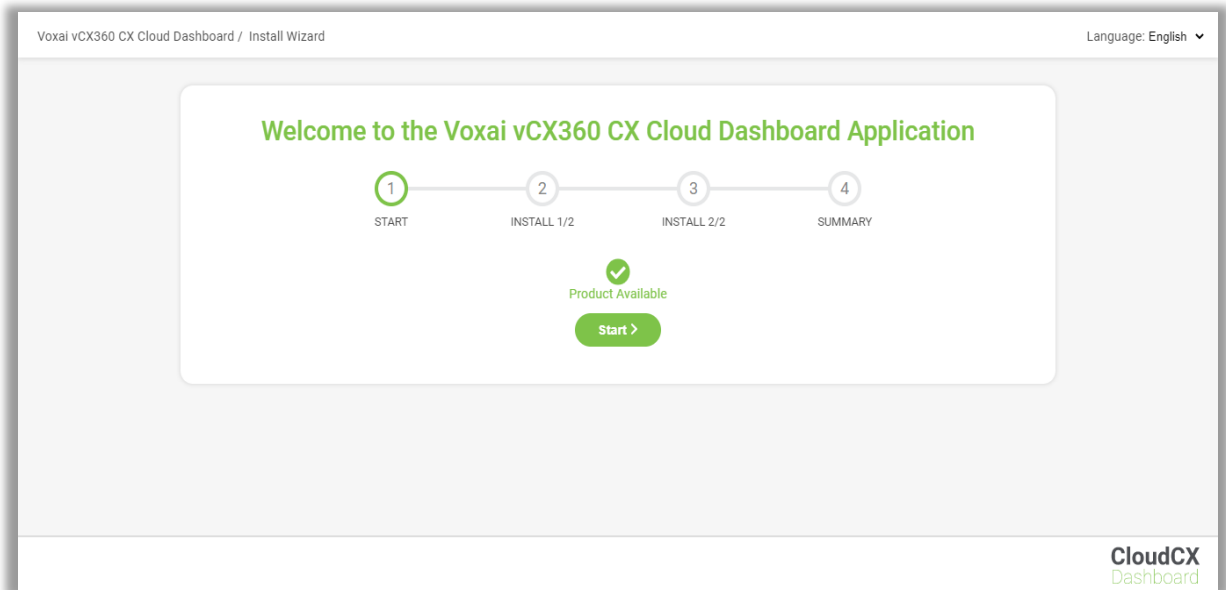 Voxai vCX360 CX Cloud Dashboard / Install Wizard
Language: English
Welcome to the Voxai vCX360 CX Cloud Dashboard Application
1 2 3 4
START INSTALL 1/2 INSTALL 2/2 SUMMARY
Product Available
Start >
CloudCX
Dashboard